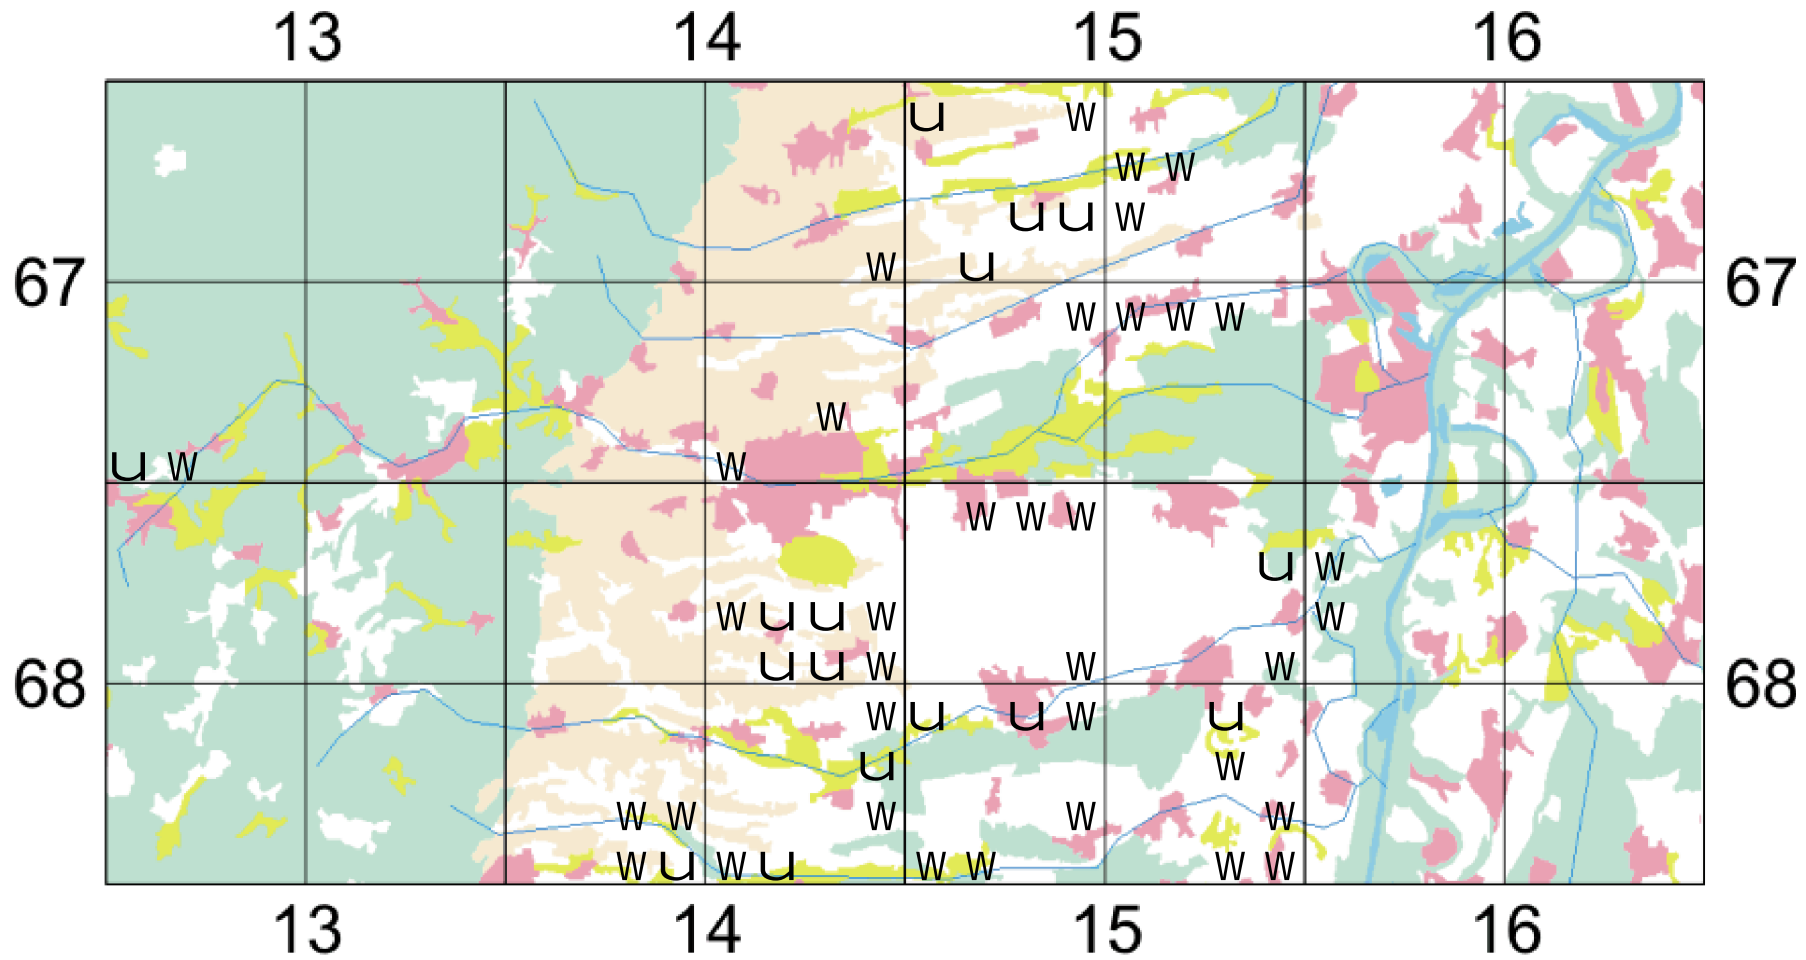 13 14 15 16
u w
w w
u u w
w u
67 67
w w w w
w
u w w
w w w
u w
w
w u u w
u u w w w
68 68
w u u w u
u w
w w w w w
w u w u w w w w
13 14 15 16